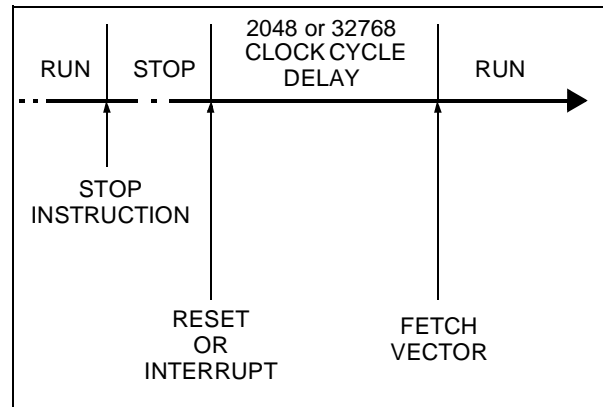 2048 or 32768
CLOCK CYCLE
DELAY
RUN
STOP
RUN
STOP
INSTRUCTION
RESET
OR
INTERRUPT
FETCH
VECTOR